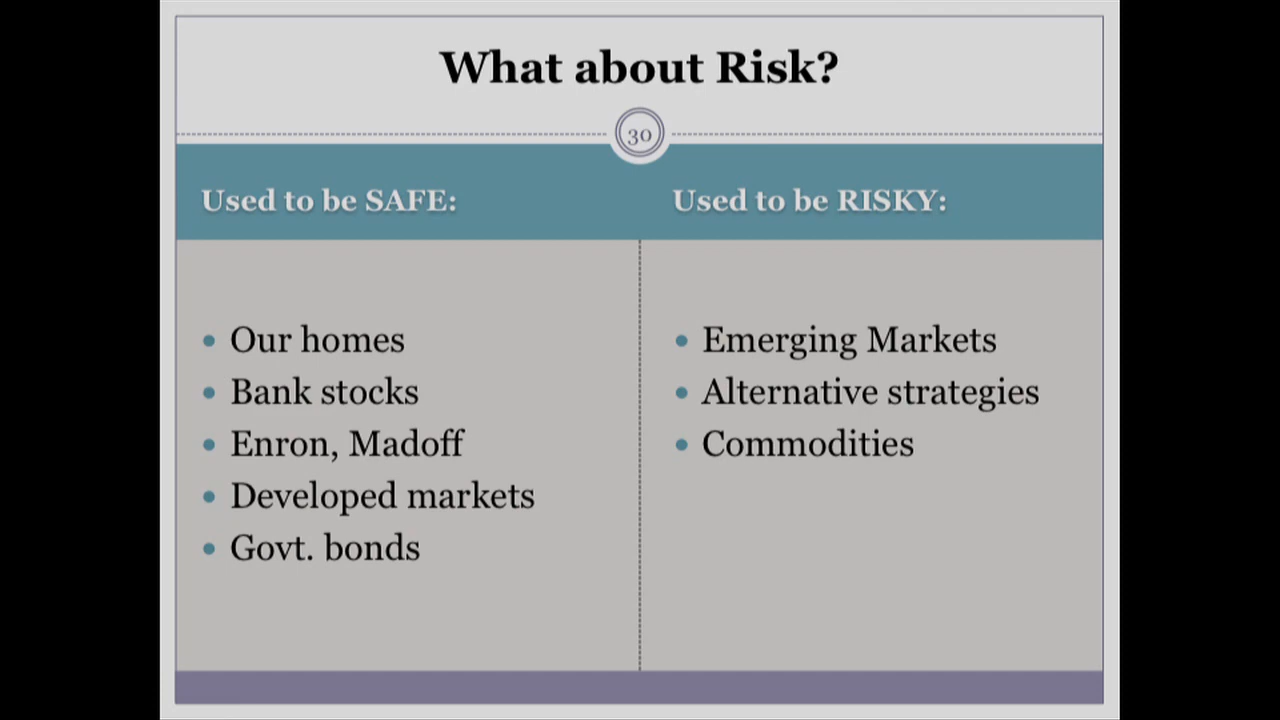 What about Risk?
30
Used to be SAFE:
• Our homes
• Bank stocks
• Enron, Madoff
• Developed markets
• Govt. bonds
Used to be RISKY:
• Emerging Markets
• Alternative strategies
• Commodities